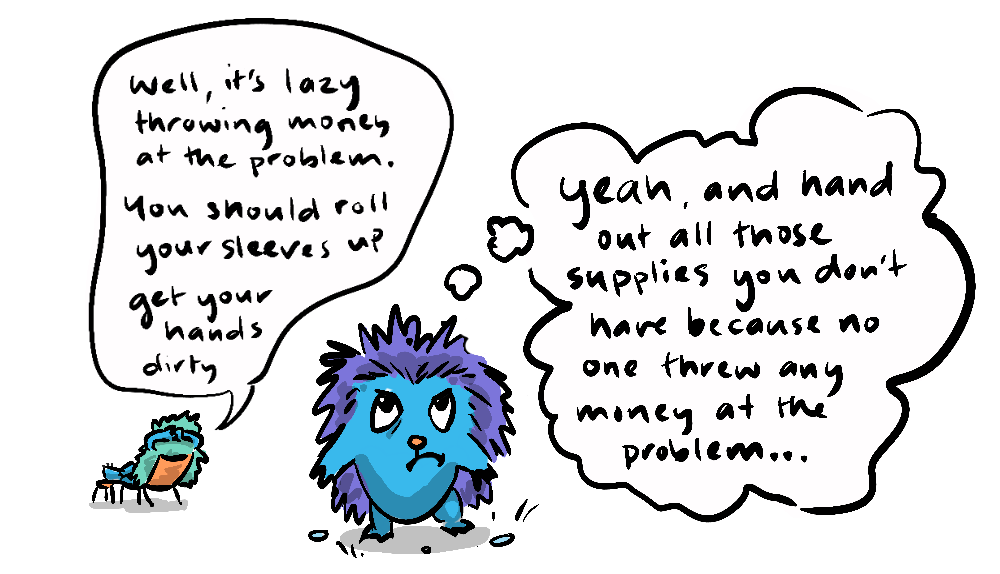 Well, it's lazy
throwing money
at the problem.
You should roll
your sleeves up
get your
hands
dirty
yeah, and hand
out all those
supplies you don't
have because no
one threw any
money at the
problem...